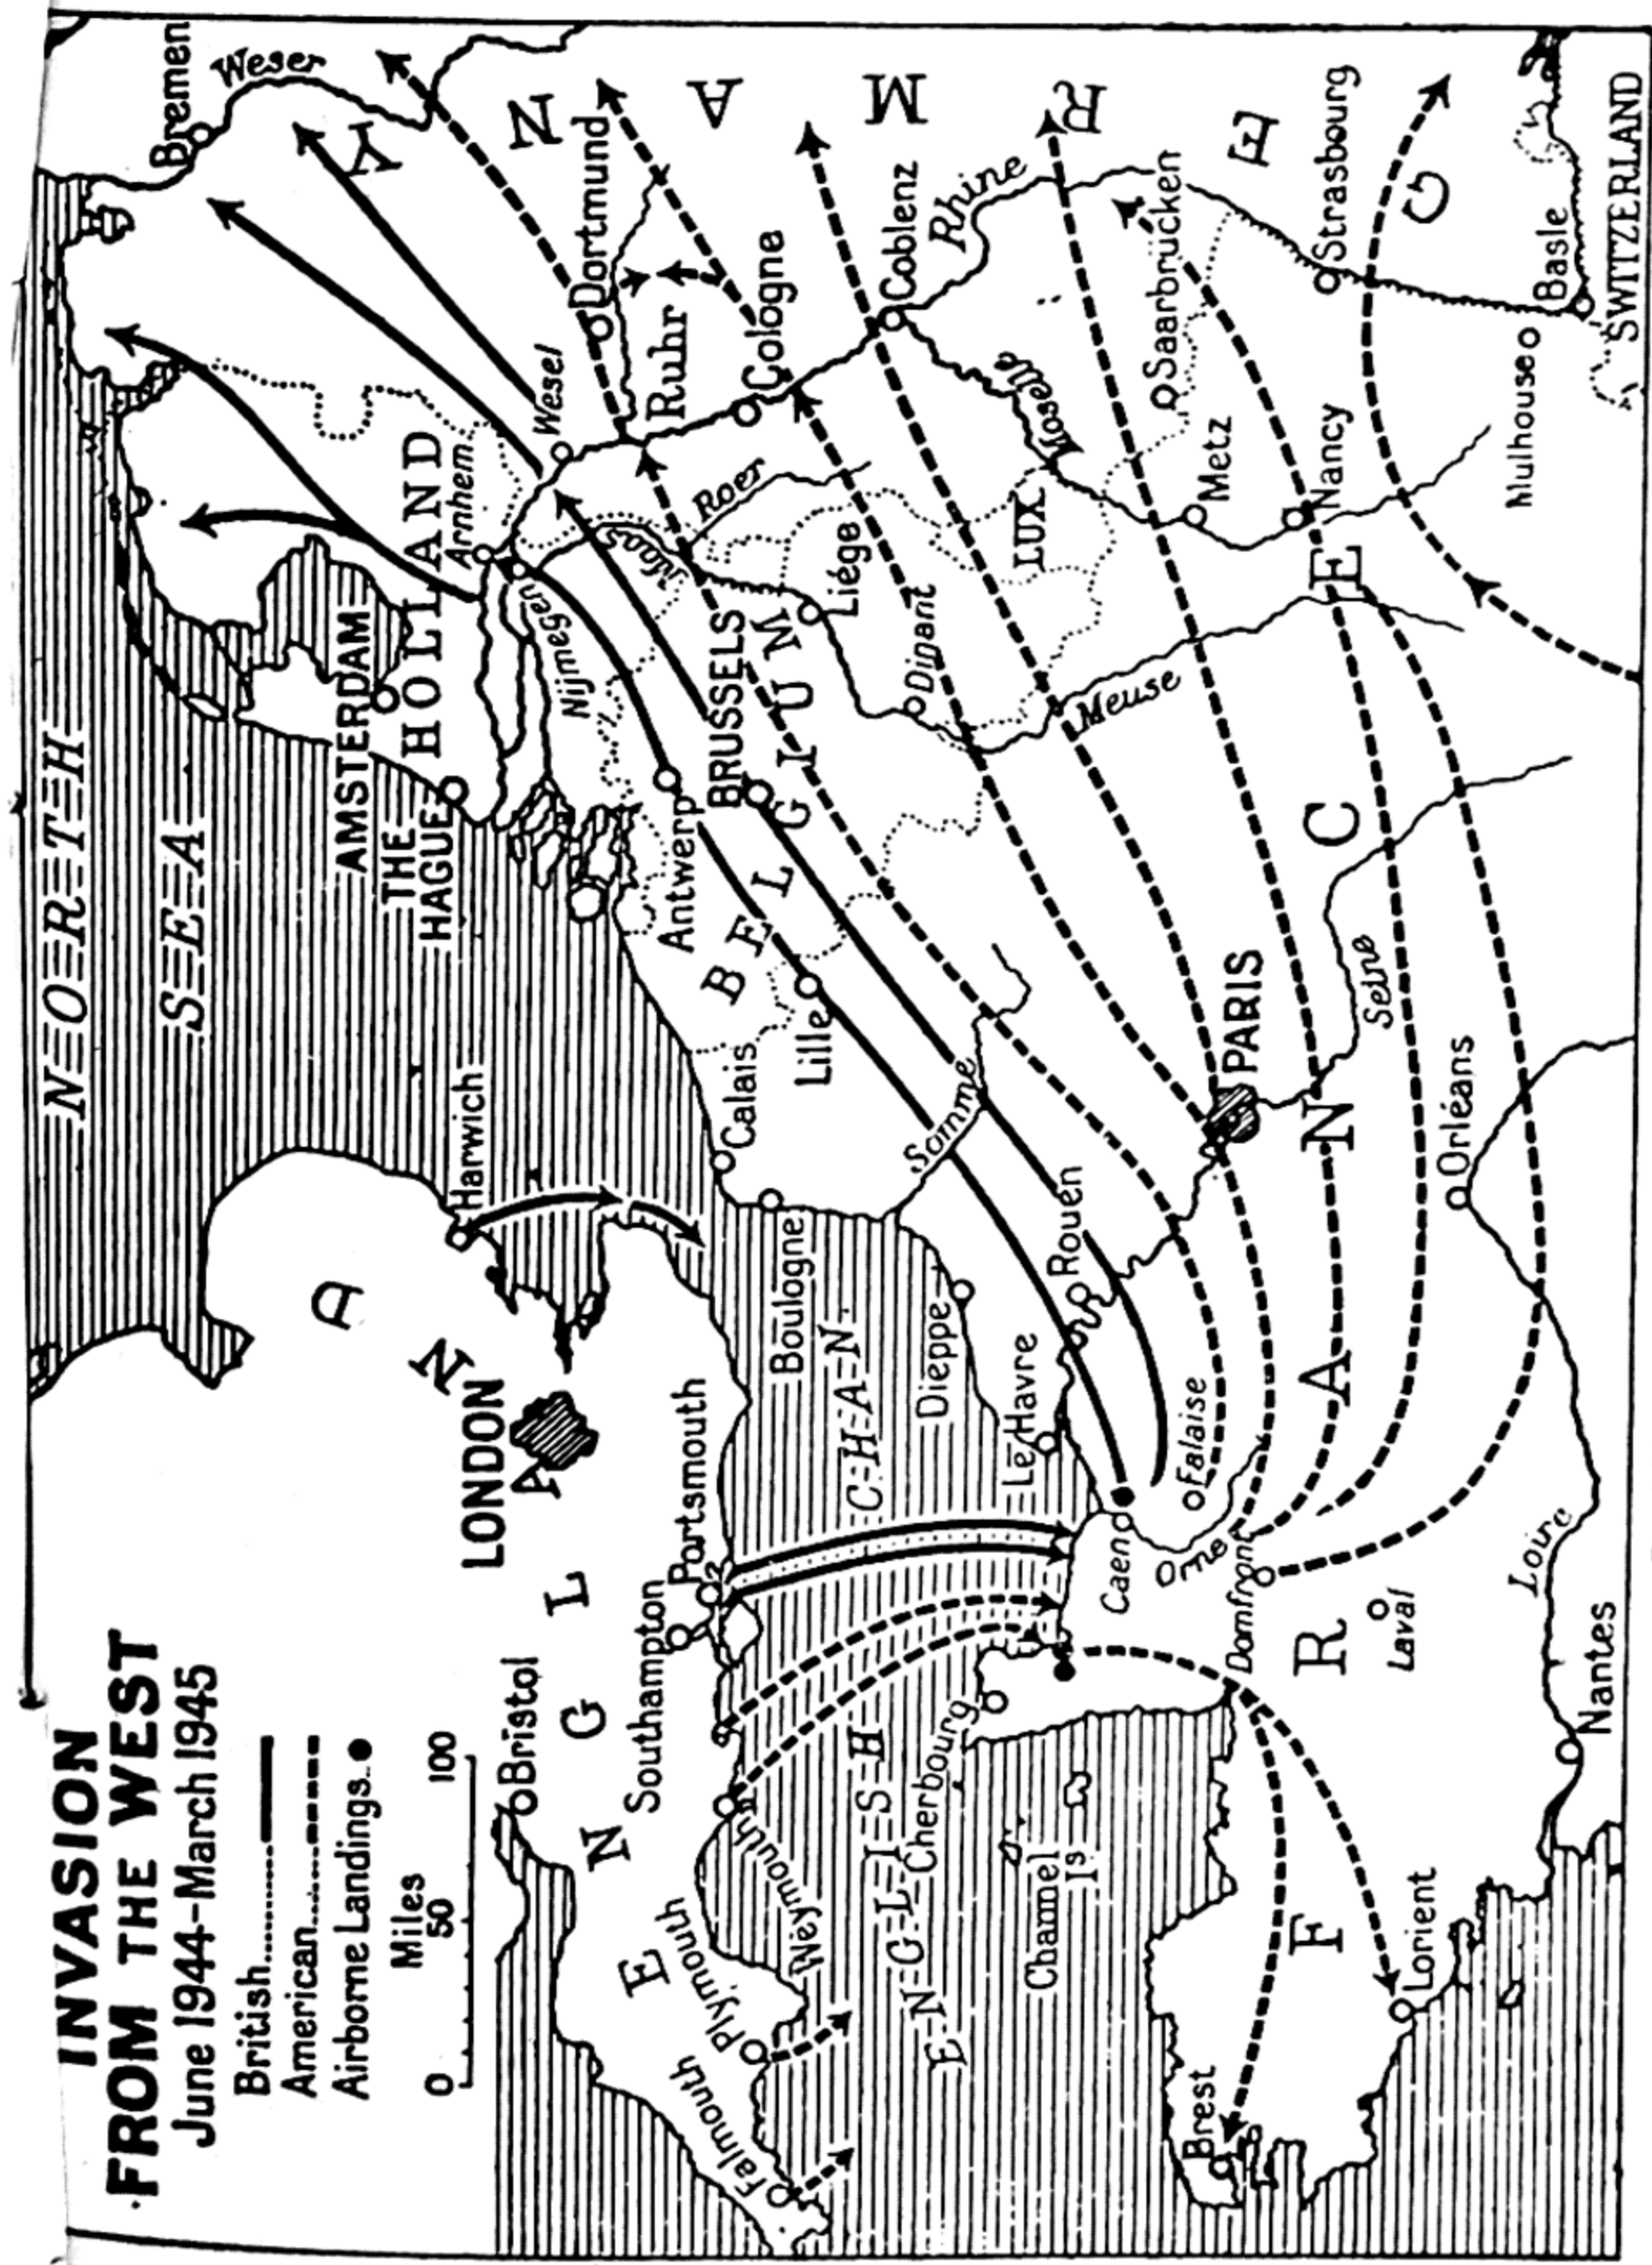 INVASION
FROM THE WEST
June 1944-March 1945
British
American
Airborne Landings
Miles
0 50 100
N-O-R-T-H
S-E-A
ENGLAND
Bristol
LONDON
Harwich
Southampton
Portsmouth
Weymouth
Plymouth
Falmouth
E-N-G-L-I-S-H
C-H-A-N.
Channel
Is
Cherbourg
Calais
Boulogne
Dieppe
Le Havre
Rouen
Caen
Falaise
Orne
Domfront
Laval
Brest
Lorient
Nantes
Loire
Orléans
PARIS
Seine
Somme
FRANCE
Lille
BELGIUM
BRUSSELS
Antwerp
Liége
Dinant
Meuse
LUX.
AMSTERDAM
THE
HAGUE
HOLLAND
Arnhem
Nijmegen
Maas
Roer
Wesel
Ruhr
Dortmund
Cologne
Coblenz
Rhine
Moselle
Bremen
Weser
GERMANY
Saarbrucken
Metz
Nancy
Strasbourg
Mulhouse
Basle
SWITZERLAND